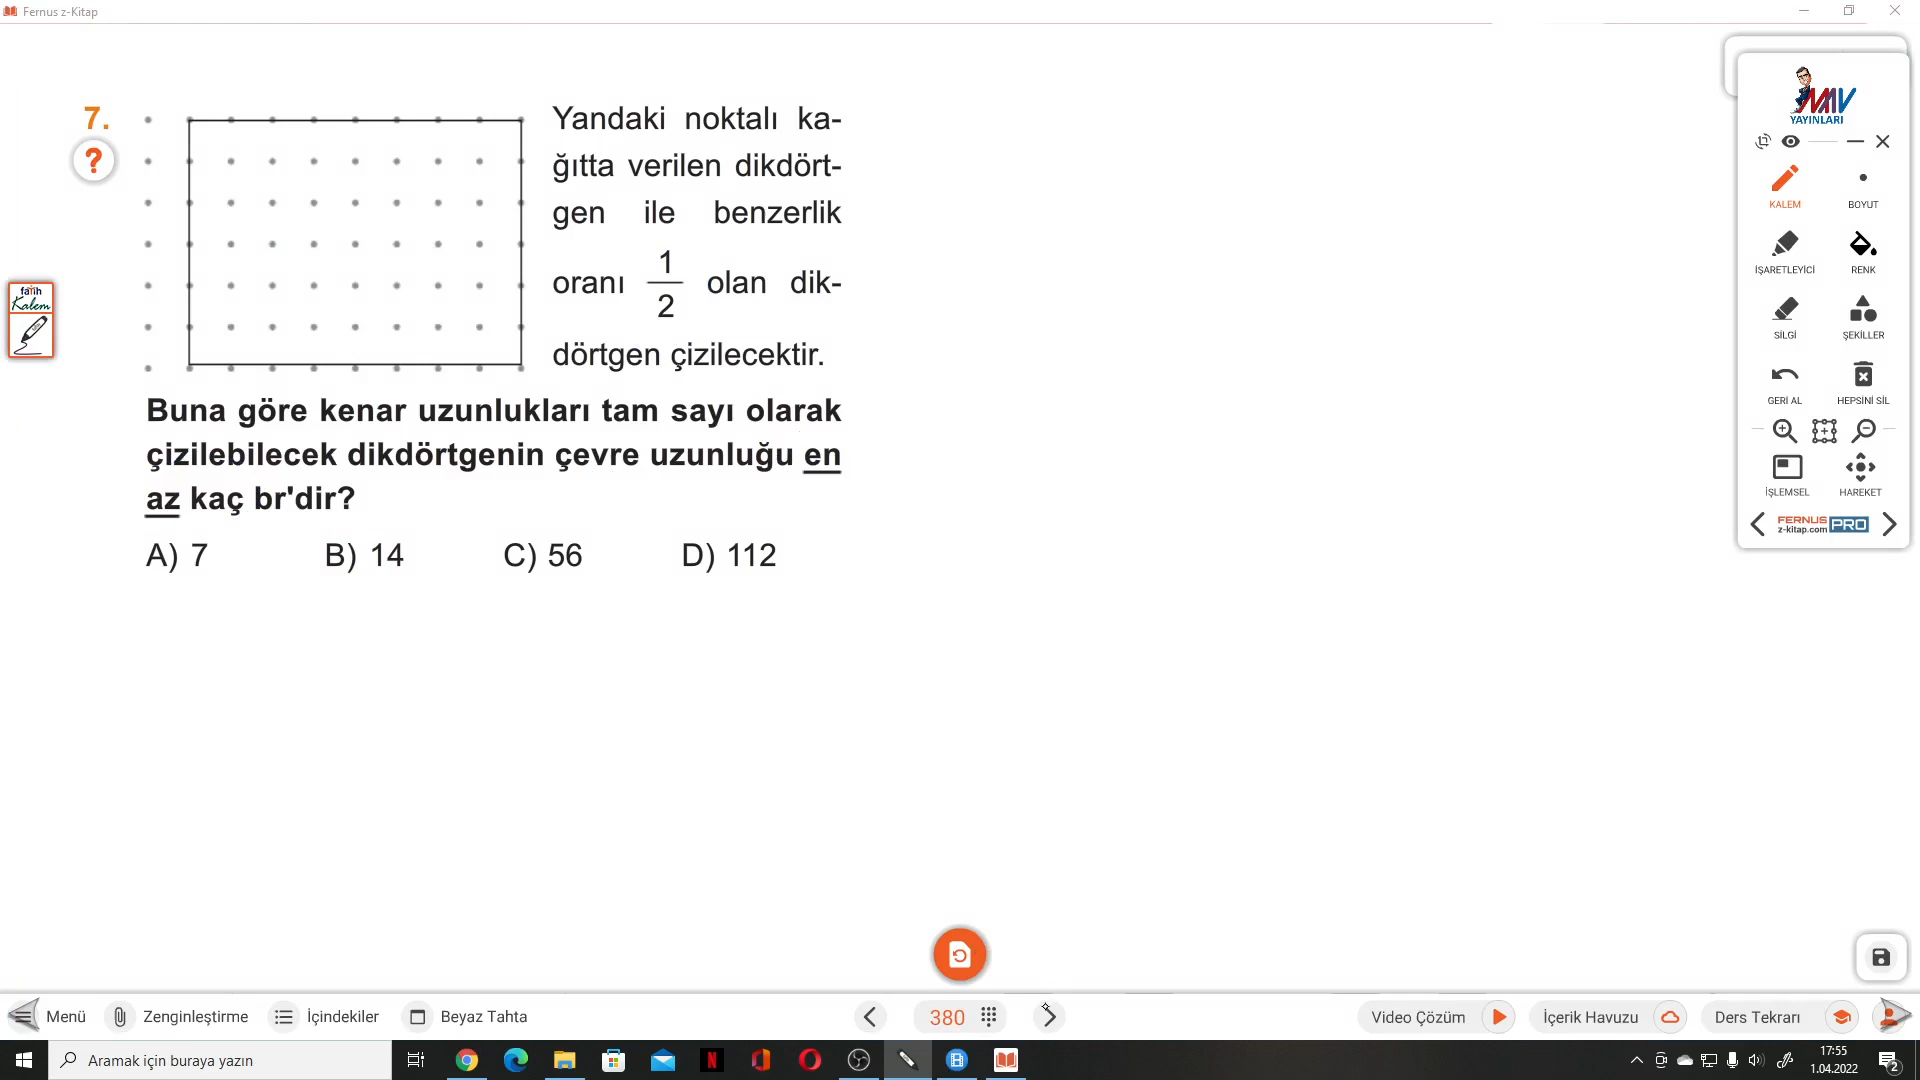 Fernus z-Kitap
7.
?
Yandaki noktalı ka-
ğıtta verilen dikdört-
gen ile benzerlik
oranı 1/2 olan dik-
dörtgen çizilecektir.
Buna göre kenar uzunlukları tam sayı olarak
çizilebilecek dikdörtgenin çevre uzunluğu en
az kaç br'dir?
A) 7 B) 14 C) 56 D) 112
fatih
Kalem
MAV
YAYINLARI
KALEM BOYUT
İŞARETLEYİCİ RENK
SİLGİ ŞEKİLLER
GERİ AL HEPSİNİ SİL
İŞLEMSEL HAREKET
FERNUS
z-kitap.com PRO
Menü Zenginleştirme İçindekiler Beyaz Tahta 380 Video Çözüm İçerik Havuzu Ders Tekrarı
Aramak için buraya yazın
N
17:55
1.04.2022
2